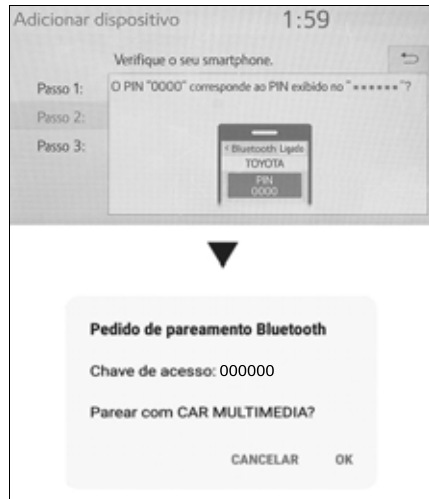 Adicionar dispositivo 1:59
Verifique o seu smartphone.
Passo 1:
O PIN "0000" corresponde ao PIN exibido no "******"?
Passo 2:
Passo 3:
< Bluetooth Ligado
TOYOTA
PIN
0000
Pedido de pareamento Bluetooth
Chave de acesso: 000000
Parear com CAR MULTIMEDIA?
CANCELAR OK